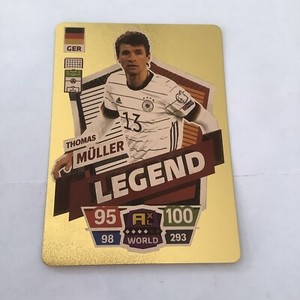 GER
13
THOMAS
MÜLLER
LEGEND
95
100
98
WORLD
293